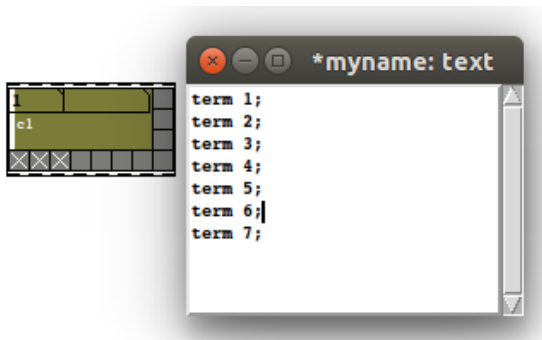 *myname: text
1
c1
term 1;
term 2;
term 3;
term 4;
term 5;
term 6;
term 7;